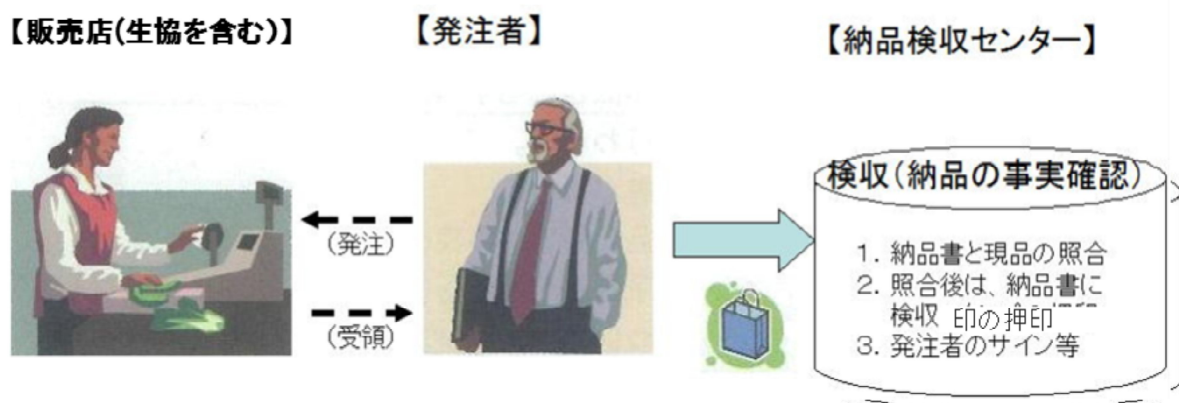 【販売店(生協を含む)】
【発注者】
【納品検収センター】
(発注)
(受領)
検収(納品の事実確認)
1. 納品書と現品の照合
2. 照合後は、納品書に
検収 印の押印
3. 発注者のサイン等